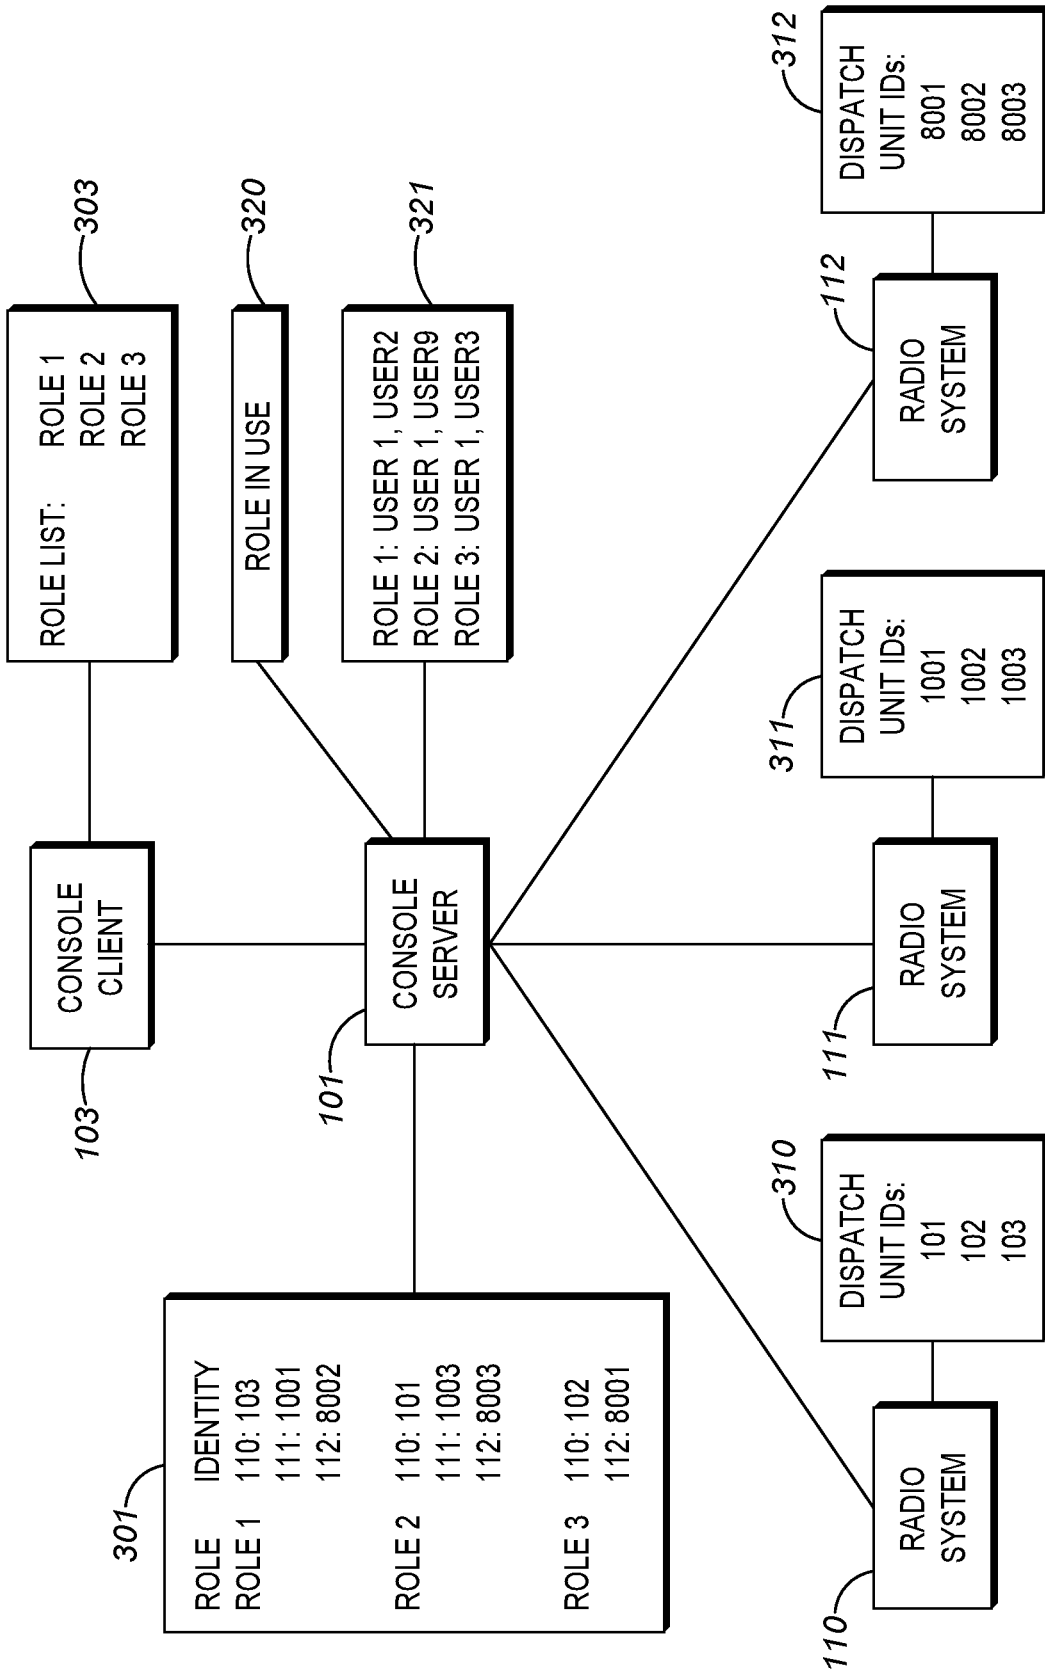 303
ROLE LIST: ROLE 1
ROLE 2
ROLE 3
CONSOLE
CLIENT
103
320
ROLE IN USE
321
ROLE 1: USER 1, USER2
ROLE 2: USER 1, USER9
ROLE 3: USER 1, USER3
301
ROLE IDENTITY
ROLE 1 110: 103
111: 1001
112: 8002
ROLE 2 110: 101
111: 1003
112: 8003
ROLE 3 110: 102
112: 8001
101
CONSOLE
SERVER
310
DISPATCH
UNIT IDs:
101
102
103
110
RADIO
SYSTEM
311
DISPATCH
UNIT IDs:
1001
1002
1003
111
RADIO
SYSTEM
312
DISPATCH
UNIT IDs:
8001
8002
8003
112
RADIO
SYSTEM